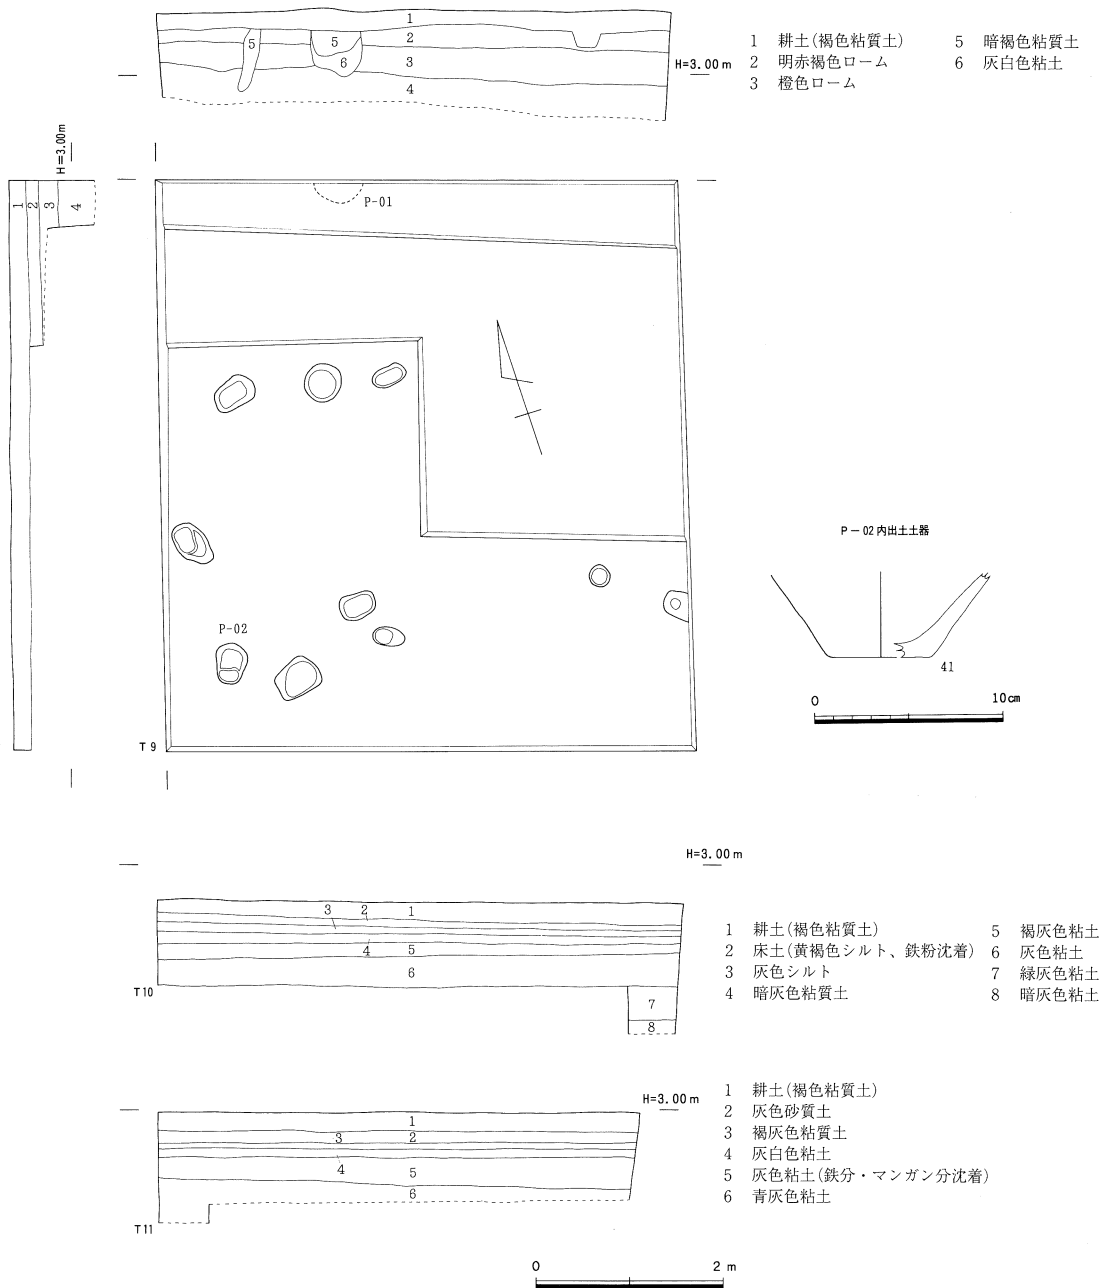 1
5
5
2
6
3
4
H=3.00m
1 耕土(褐色粘質土)
2 明赤褐色ローム
3 橙色ローム
5 暗褐色粘質土
6 灰白色粘土
H=3.00m
1 2 3 4
P-01
P-02
T9
P-02内出土土器
41
0 10cm
H=3.00m
3 2 1
4 5
6
7
8
T10
1 耕土(褐色粘質土)
2 床土(黄褐色シルト、鉄粉沈着)
3 灰色シルト
4 暗灰色粘質土
5 褐灰色粘土
6 灰色粘土
7 緑灰色粘土
8 暗灰色粘土
H=3.00m
1
3 2
4 5
6
T11
1 耕土(褐色粘質土)
2 灰色砂質土
3 褐灰色粘質土
4 灰白色粘土
5 灰色粘土(鉄分・マンガン分沈着)
6 青灰色粘土
0 2m